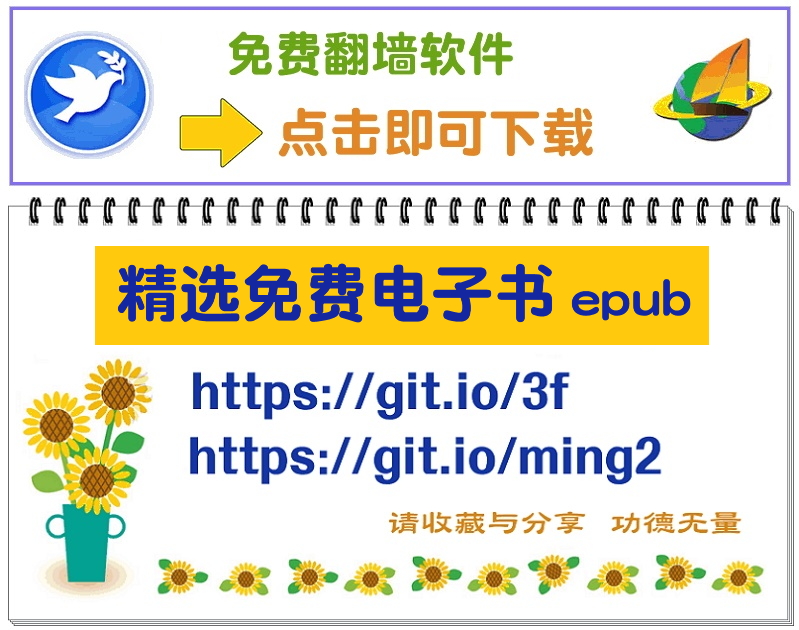 免费翻墙软件
点击即可下载
精选免费电子书 epub
https://git.io/3f
https://git.io/ming2
请收藏与分享 功德无量